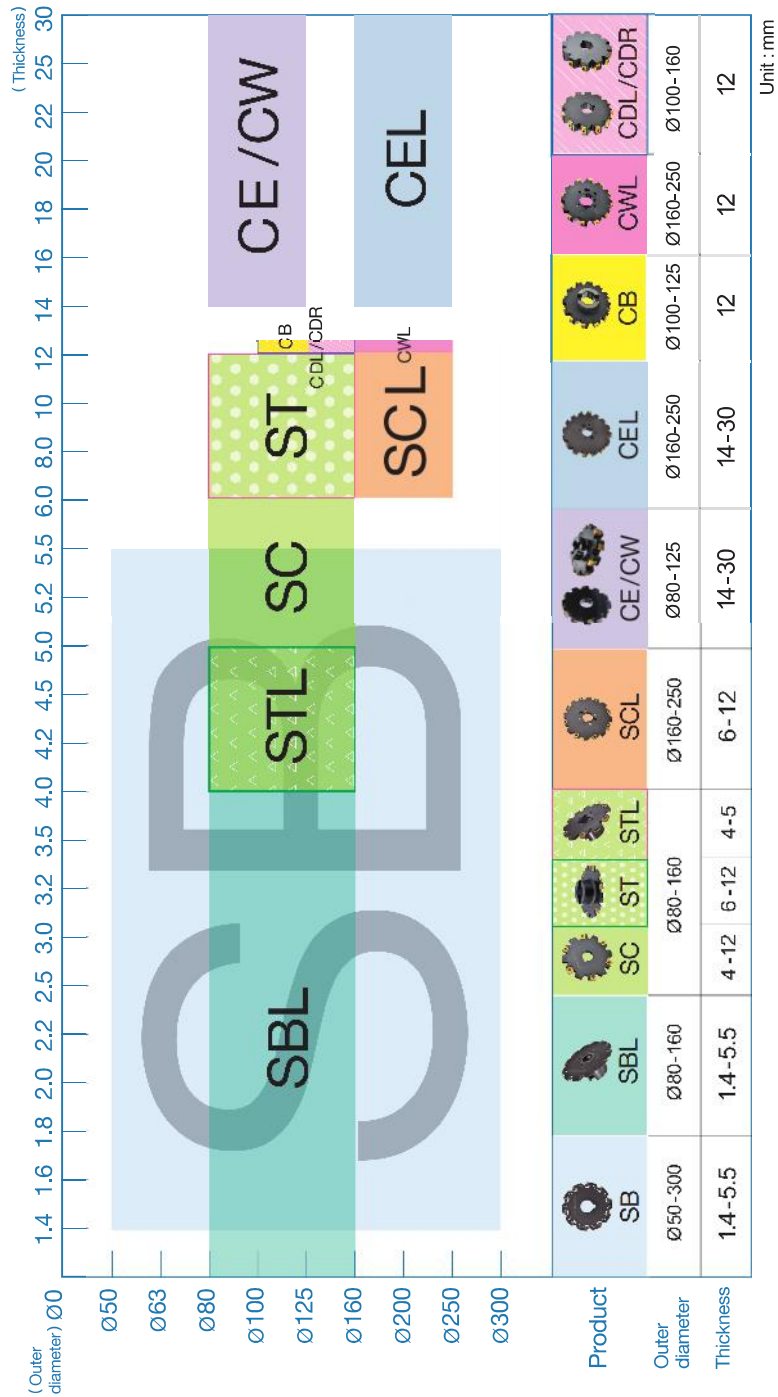 (Thickness)
(Outer diameter)
1.4 1.6 1.8 2.0 2.2 2.5 3.0 3.2 3.5 4.0 4.2 4.5 5.0 5.2 5.5 6.0 8.0 10 12 14 16 18 20 22 25 30
Ø0
Ø50
Ø63
Ø80
Ø100
Ø125
Ø160
Ø200
Ø250
Ø300
SB
SBL
STL
SC
ST
SCL
CB
CDL/CDR
CWL
CE/CW
CEL
Product SB SBL SC ST STL SCL CE/CW CEL CB CWL CDL/CDR
Outer diameter Ø50-300 Ø80-160 Ø80-160 Ø160-250 Ø80-125 Ø160-250 Ø100-125 Ø160-250 Ø100-160
Thickness 1.4-5.5 1.4-5.5 4-12 6-12 4-5 6-12 14-30 14-30 12 12 12
Unit : mm